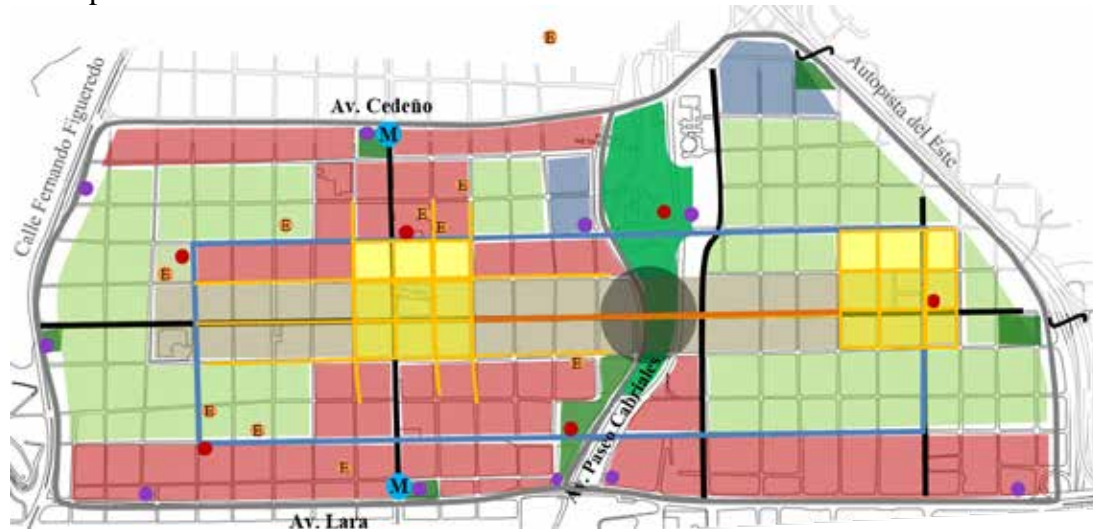 E
Av. Cedeño
M
Calle Fernando Figueredo
Autopista del Este
E
E
E
E
E
E
Av. Paseo Cabriales
E
E
E
M
Av. Lara